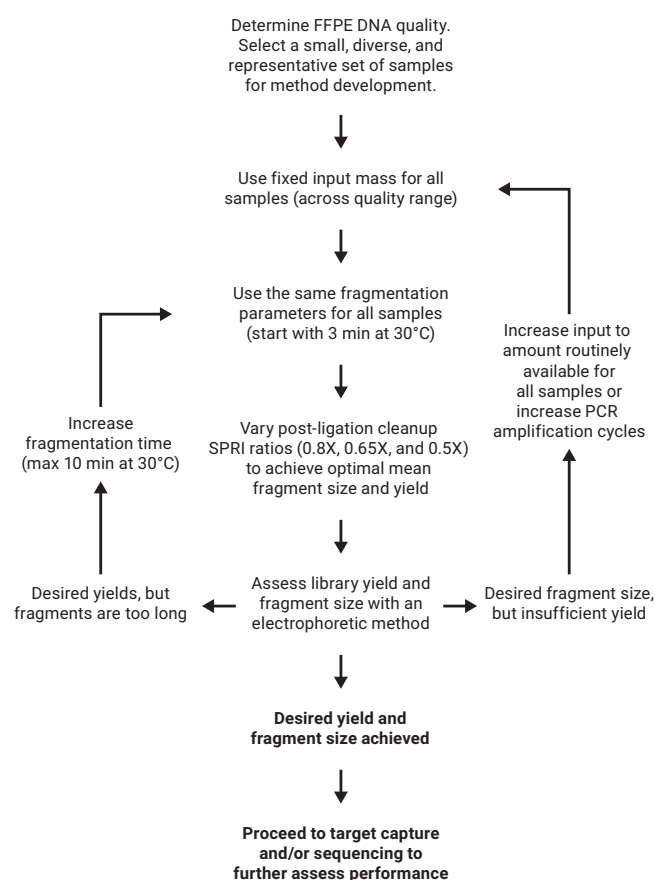 Determine FFPE DNA quality.
Select a small, diverse, and
representative set of samples
for method development.
Use fixed input mass for all
samples (across quality range)
Use the same fragmentation
parameters for all samples
(start with 3 min at 30°C)
Increase input to
amount routinely
available for
all samples or
increase PCR
amplification cycles
Increase
fragmentation time
(max 10 min at 30°C)
Vary post-ligation cleanup
SPRI ratios (0.8X, 0.65X, and 0.5X)
to achieve optimal mean
fragment size and yield
Desired yields, but
fragments are too long
Assess library yield and
fragment size with an
electrophoretic method
Desired fragment size,
but insufficient yield
Desired yield and
fragment size achieved
Proceed to target capture
and/or sequencing to
further assess performance